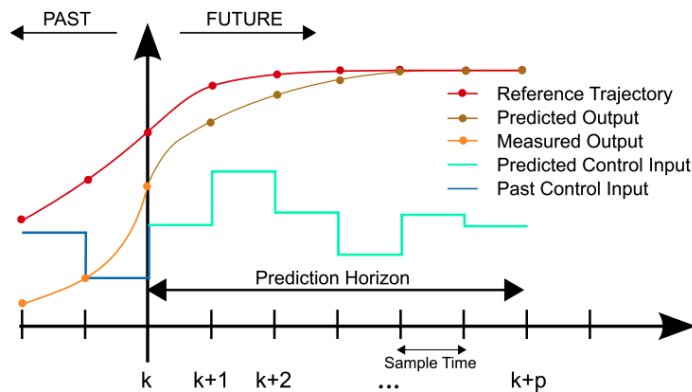 PAST
FUTURE
Reference Trajectory
Predicted Output
Measured Output
Predicted Control Input
Past Control Input
Prediction Horizon
Sample Time
k
k+1
k+2
...
k+p